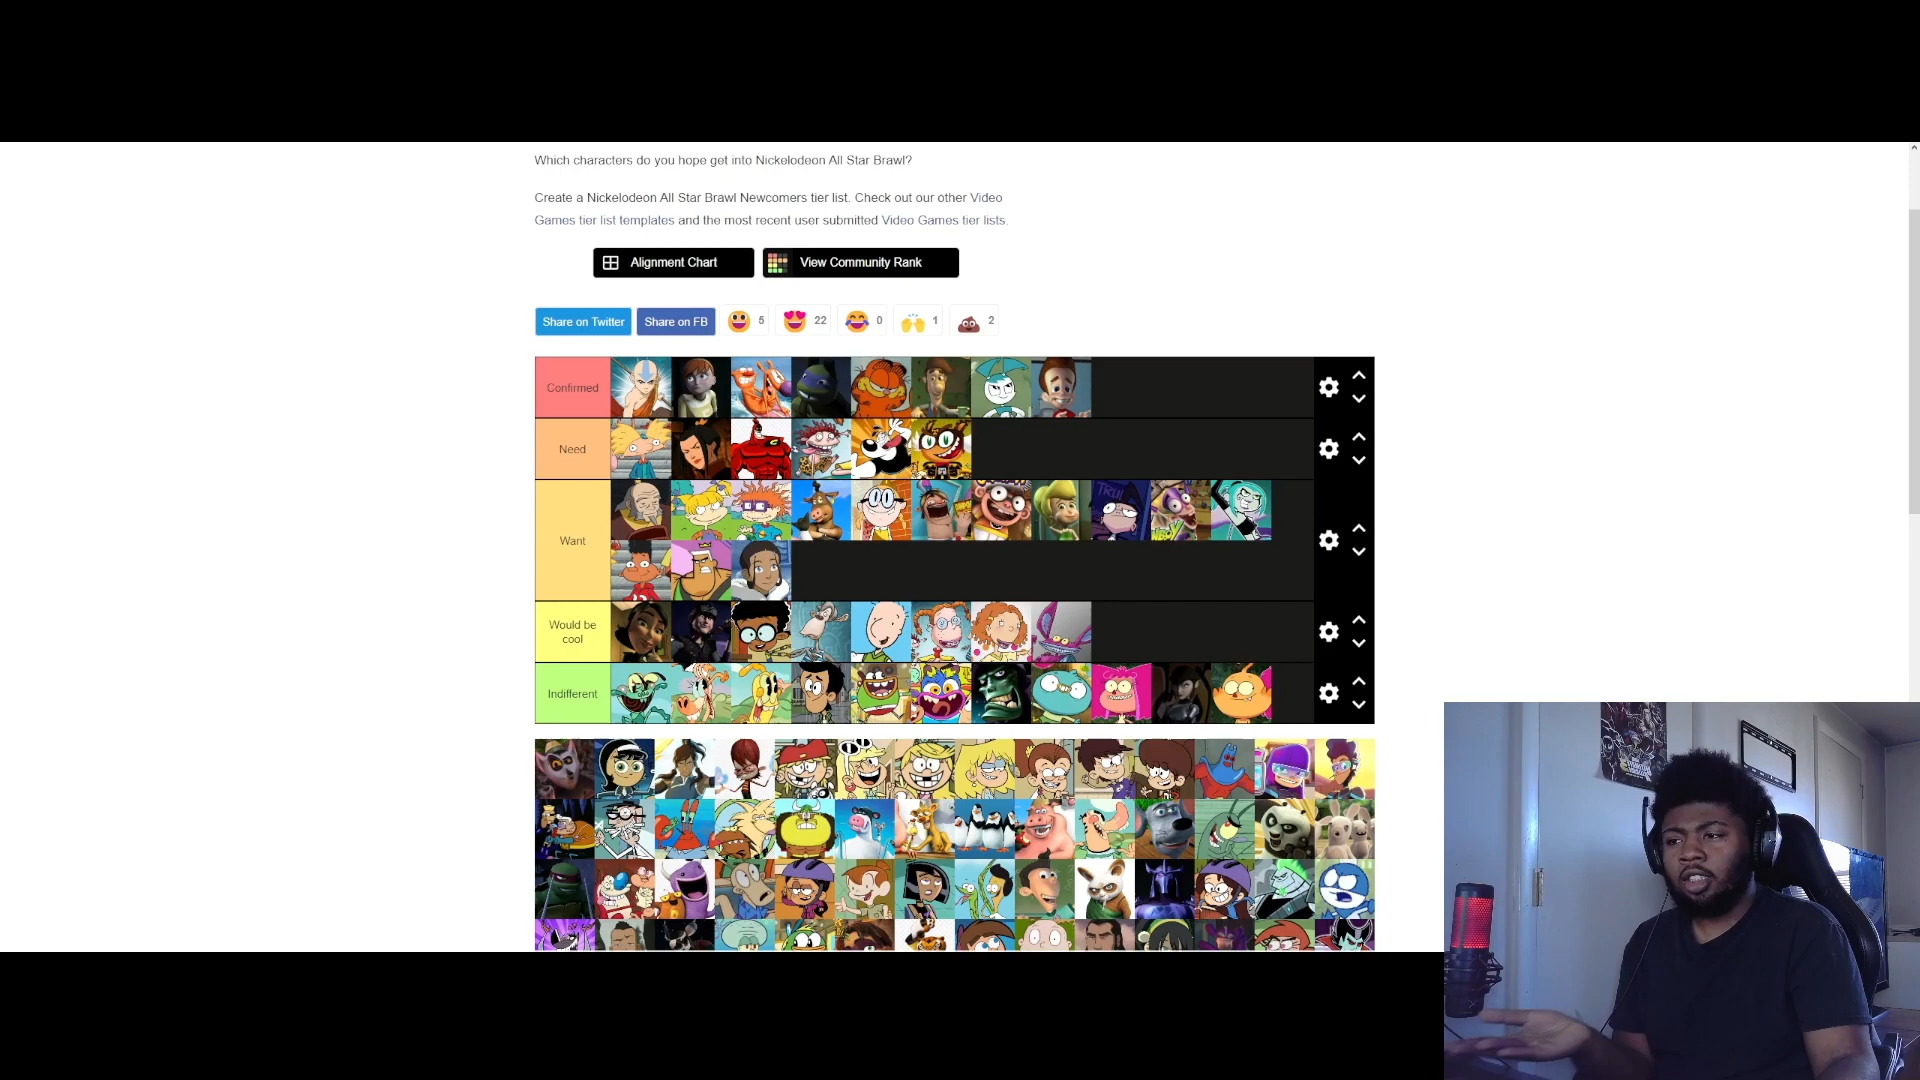 Which characters do you hope get into Nickelodeon All Star Brawl?
Create a Nickelodeon All Star Brawl Newcomers tier list. Check out our other Video
Games tier list templates and the most recent user submitted Video Games tier lists.
Alignment Chart
View Community Rank
Share on Twitter
Share on FB
5
22
0
1
2
Confirmed
Need
Want
Would be
cool
Indifferent